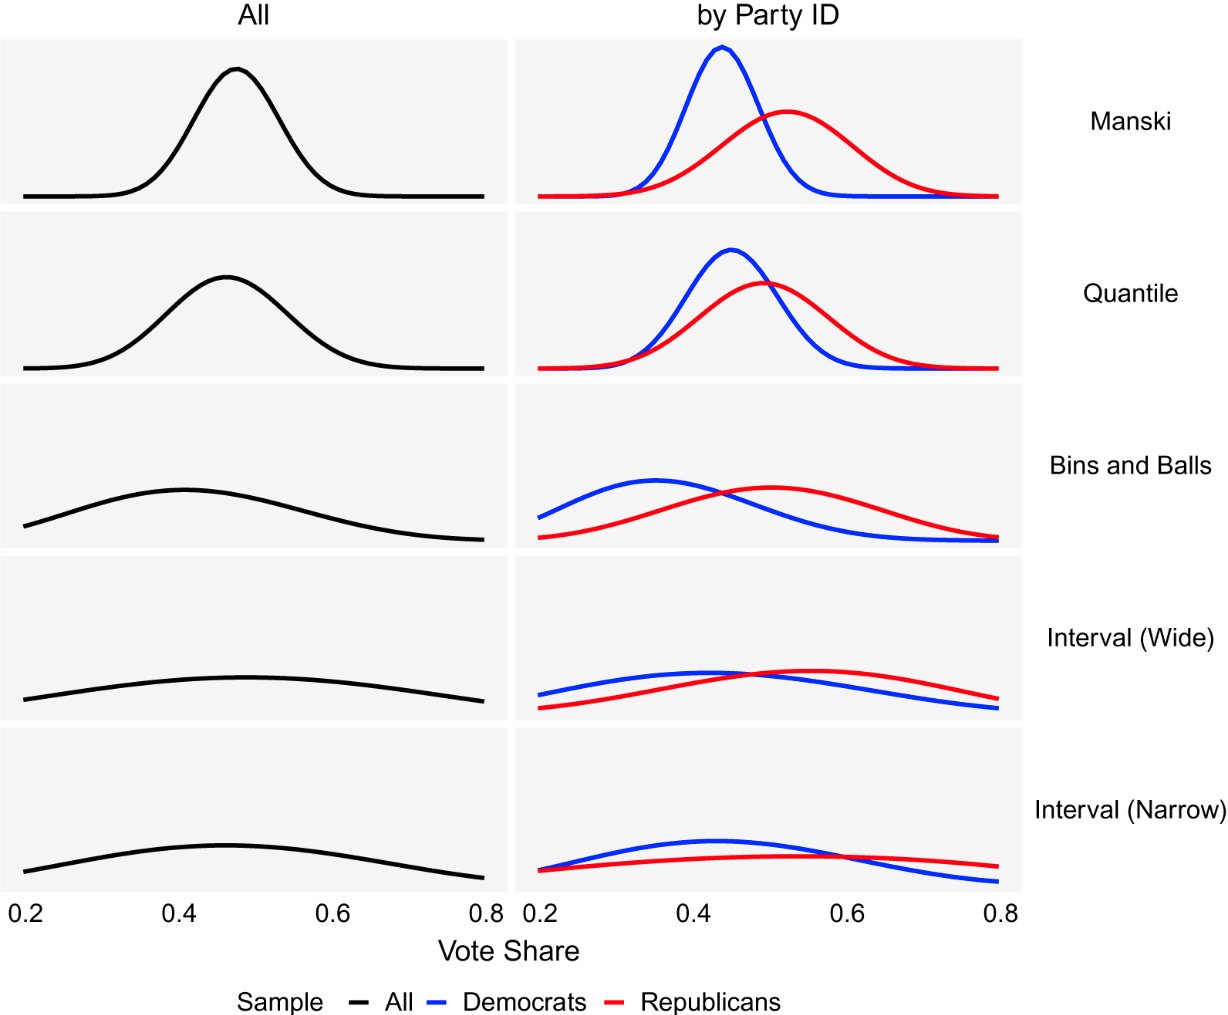 All
by Party ID
Manski
Quantile
Bins and Balls
Interval (Wide)
Interval (Narrow)
0.2 0.4 0.6 0.8 0.2 0.4 0.6 0.8
Vote Share
Sample All Democrats Republicans